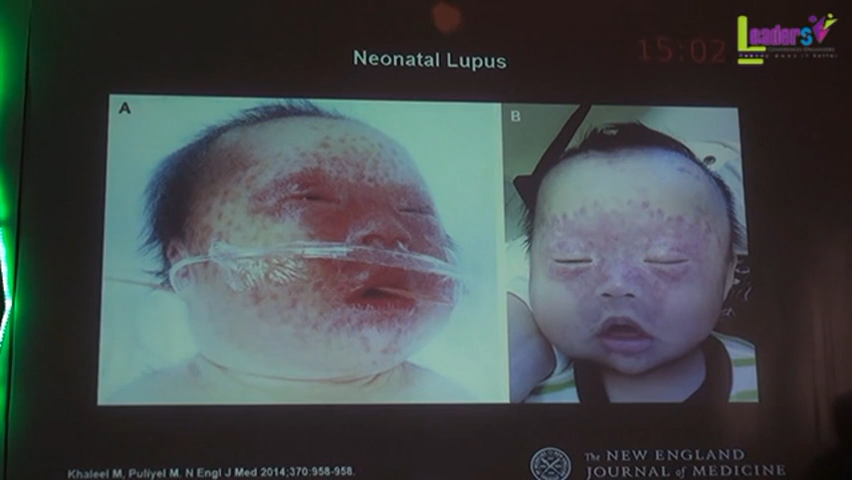 Leaders
15:02
Neonatal Lupus
A
B
Khaleel M, Puliyel M. N Engl J Med 2014;370:958-958.
The NEW ENGLAND
JOURNAL of MEDICINE